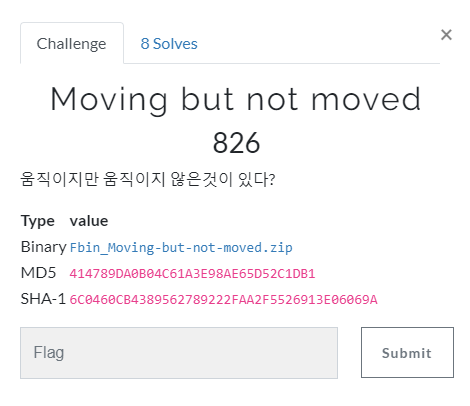 Challenge 8 Solves ×
Moving but not moved
826
움직이지만 움직이지 않은것이 있다?
Type value
Binary Fbin_Moving-but-not-moved.zip
MD5 414789DA0B04C61A3E98AE65D52C1DB1
SHA-1 6C0460CB4389562789222FAA2F5526913E06069A
Flag Submit